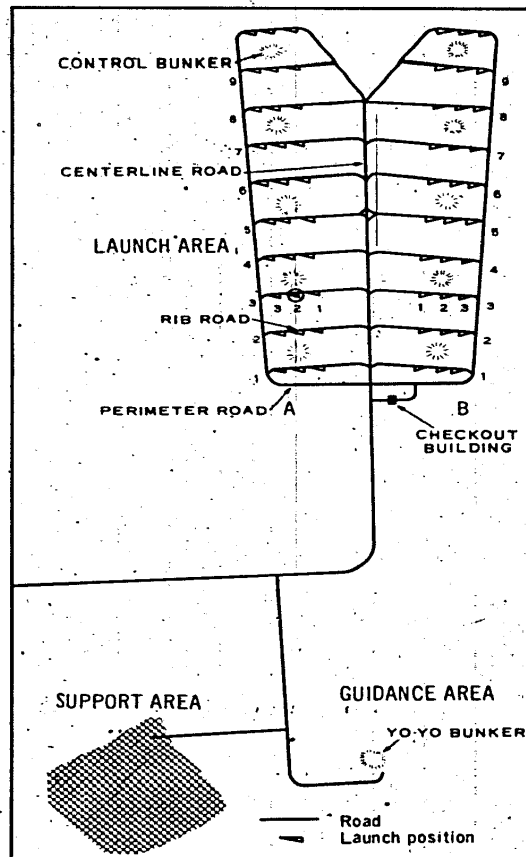 CONTROL BUNKER
9 9
8 8
7 7
CENTERLINE ROAD
6 6
5 5
LAUNCH AREA
4 4
3 3 2 1 1 2 3 3
RIB ROAD
2 2
1 1
PERIMETER ROAD A B
CHECKOUT
BUILDING
SUPPORT AREA
GUIDANCE AREA
YO-YO BUNKER
Road
Launch position